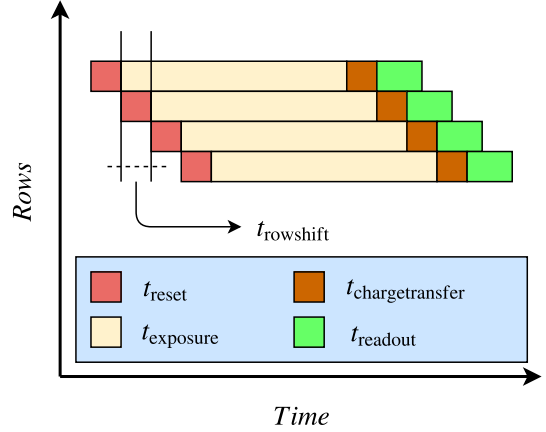 Rows
t_rowshift
t_reset t_chargetransfer
t_exposure t_readout
Time